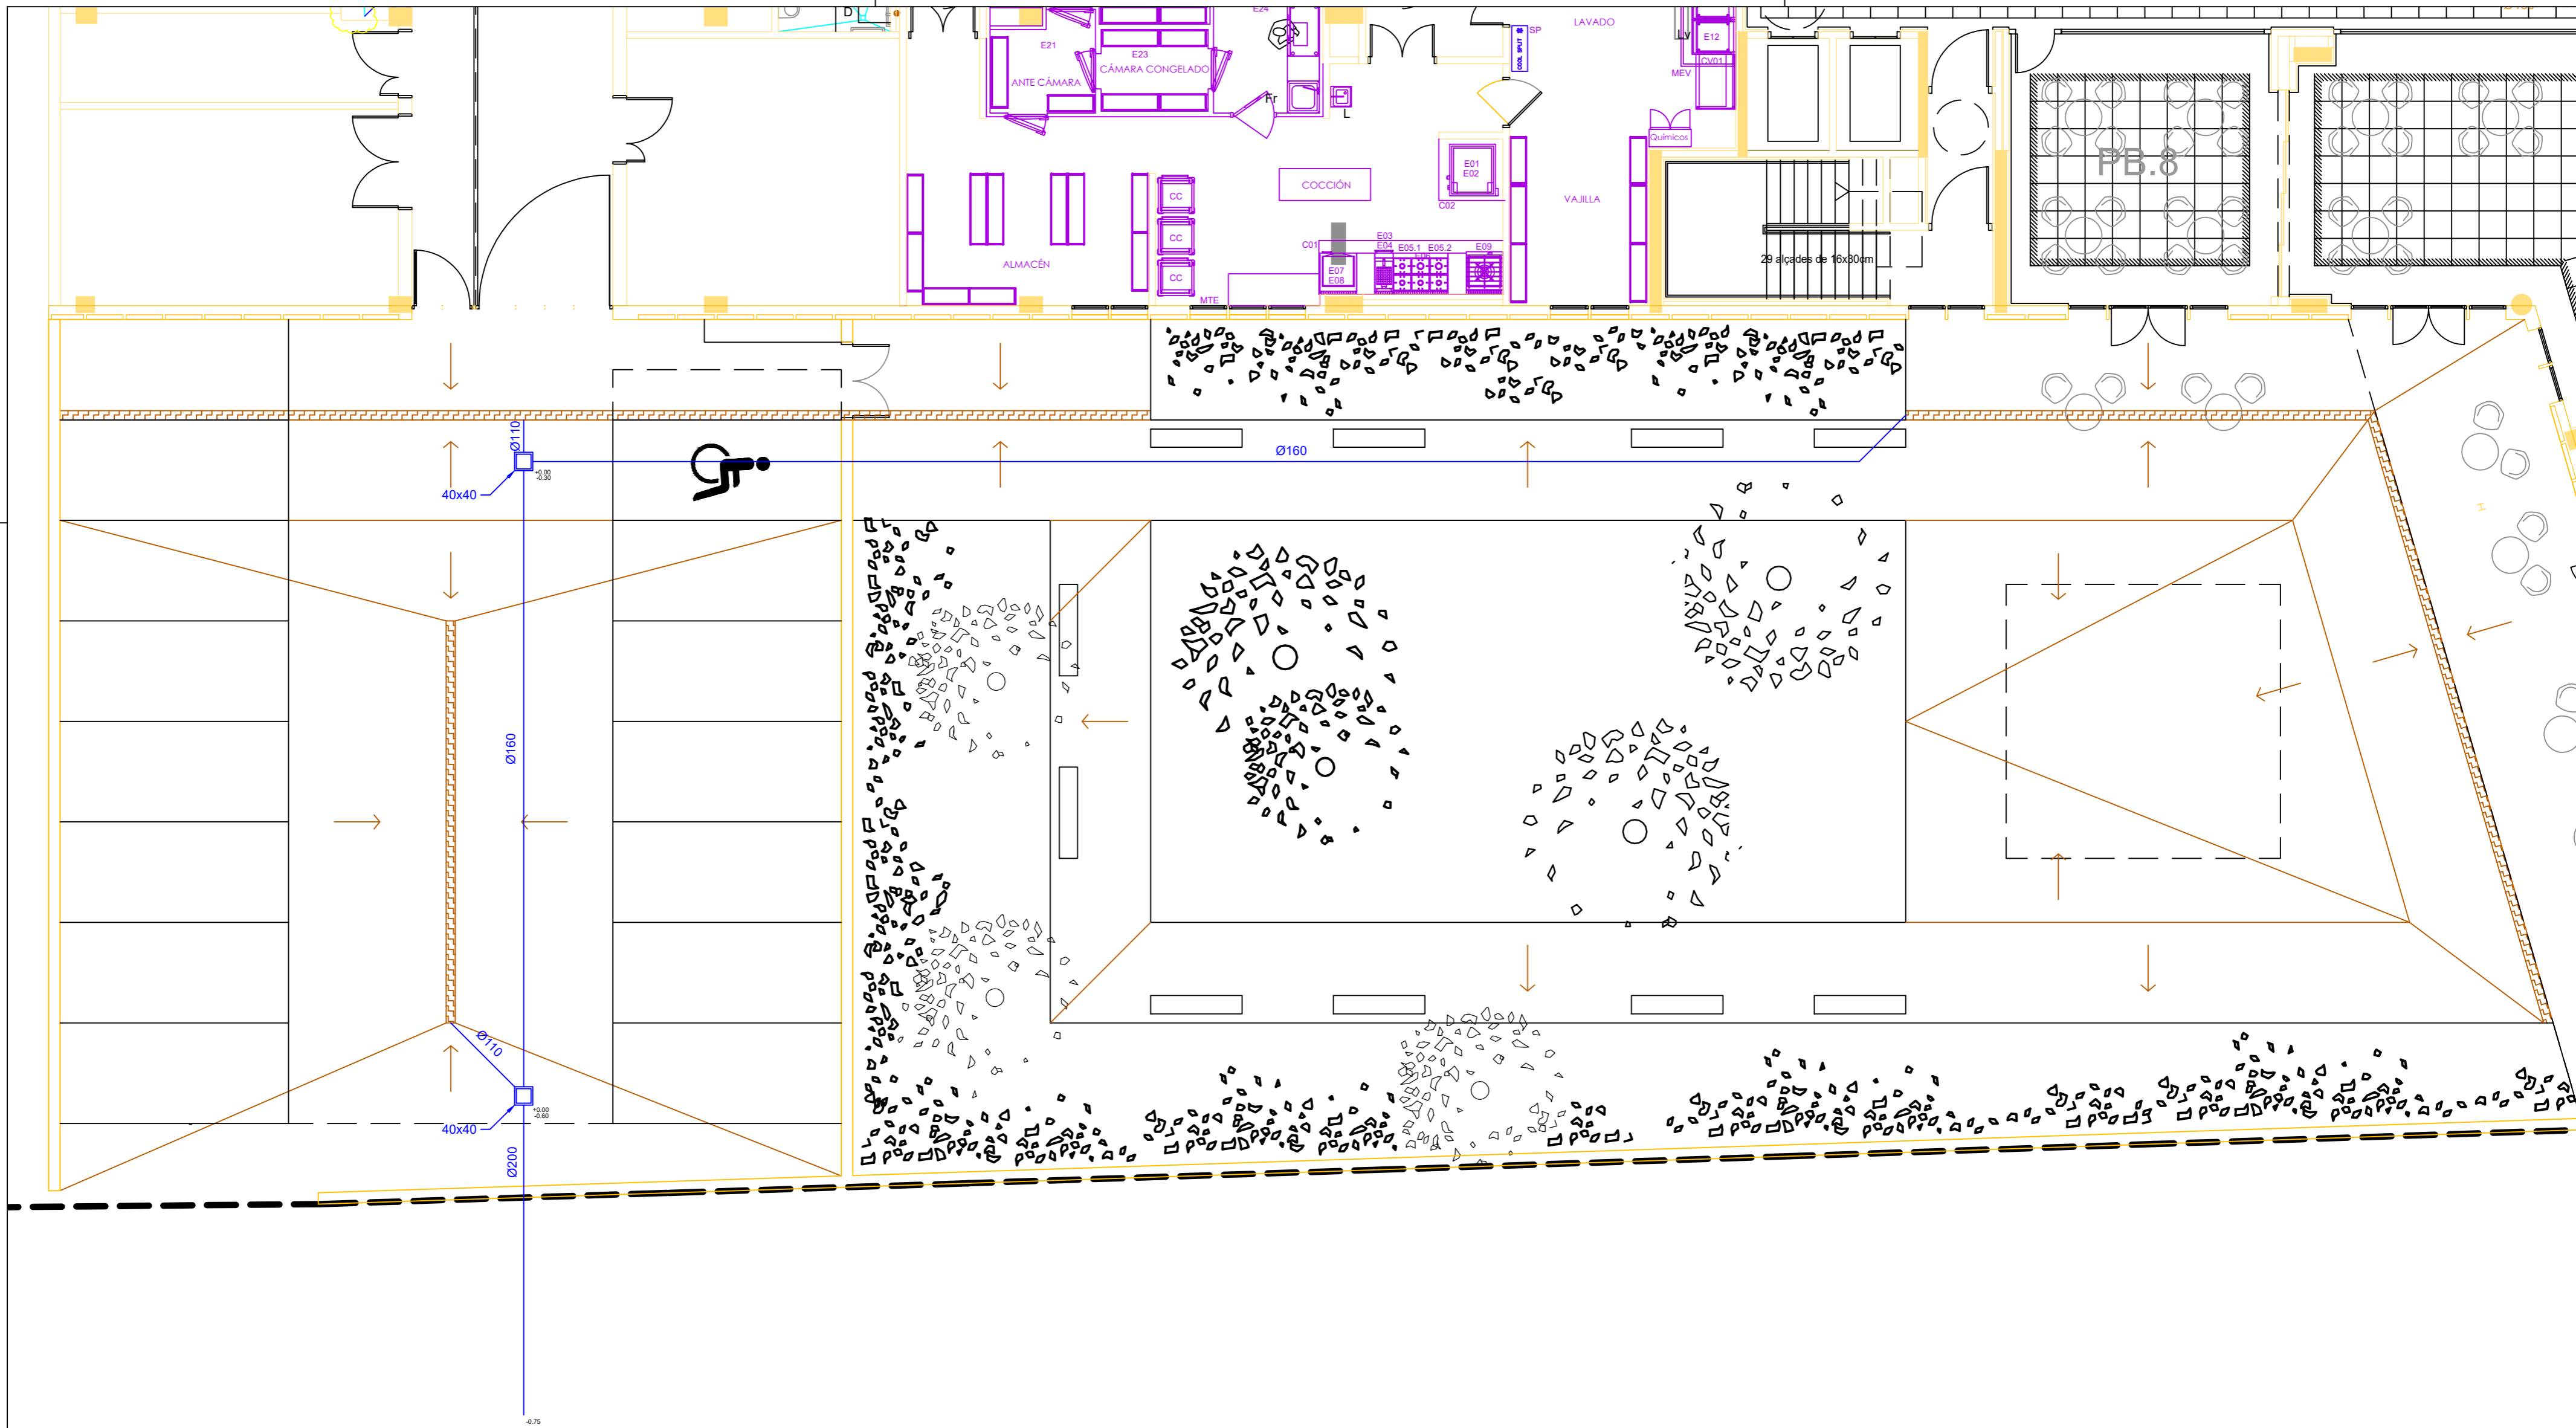 D
E24
LAVADO
SP
COOL SPLIT
E21
E23
ANTE CÁMARA
CÁMARA CONGELADO
Fr
L
LV
E12
CV01
MEV
Químicos
PB.8
E01
E02
C02
COCCIÓN
VAJILLA
CC
CC
CC
ALMACÉN
MTE
C01
E03
E04
E05.1
E05.2
E09
E07
E08
29 alçades de 16x30cm
Ø110
Ø160
40x40
+0.00
-0.30
H
Ø160
Ø110
40x40
+0.00
-0.60
Ø200
-0.75